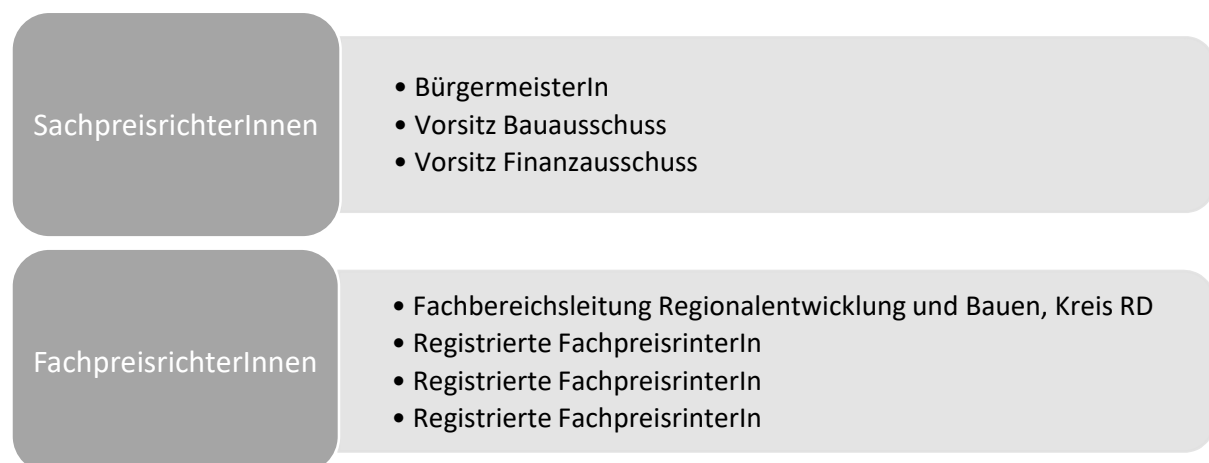 SachpreisrichterInnen
• BürgermeisterIn
• Vorsitz Bauausschuss
• Vorsitz Finanzausschuss
FachpreisrichterInnen
• Fachbereichsleitung Regionalentwicklung und Bauen, Kreis RD
• Registrierte FachpreisrinterIn
• Registrierte FachpreisrinterIn
• Registrierte FachpreisrinterIn